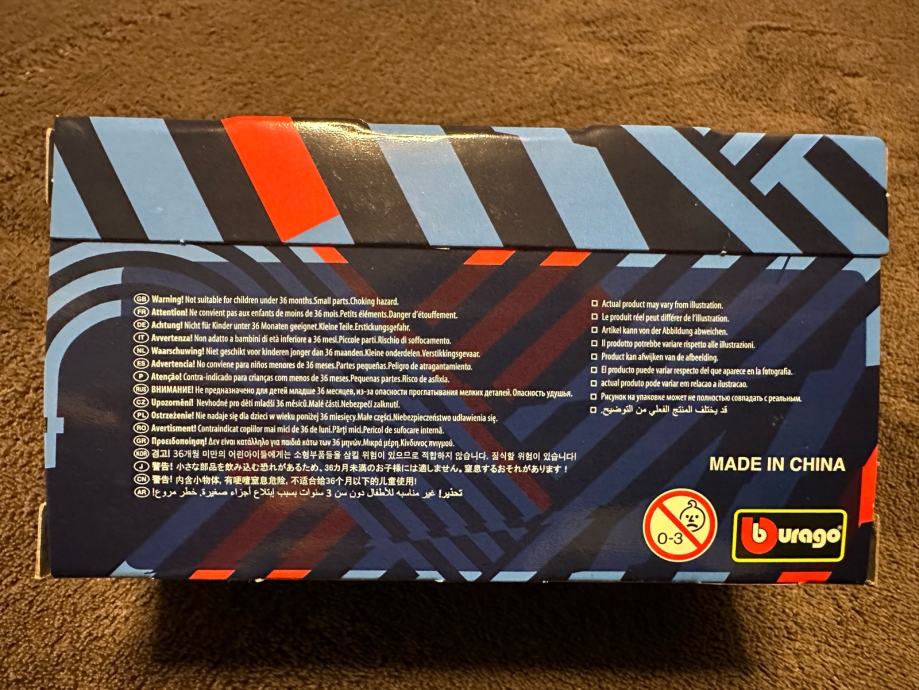 GB Warning! Not suitable for children under 36 months.Small parts.Choking hazard.
FR Attention! Ne convient pas aux enfants de moins de 36 mois.Petits éléments.Danger d'étouffement.
DE Achtung! Nicht für Kinder unter 36 Monaten geeignet.Kleine Teile.Erstickungsgefahr.
IT Avvertenza! Non adatto a bambini di età inferiore a 36 mesi.Piccole parti.Rischio di soffocamento.
NL Waarschuwing! Niet geschikt voor kinderen jonger dan 36 maanden.Kleine onderdelen.Verstikkingsgevaar.
ES Advertencia! No conviene para niños menores de 36 meses.Partes pequeñas.Peligro de atragantamiento.
P Atenção! Contra-indicado para crianças com menos de 36 meses.Pequenas partes.Risco de asfixia.
RUS ВНИМАНИЕ! Не предназначено для детей младше 36 месяцев, из-за опасности проглатывания мелких деталей. Опасность удушья.
CZ Upozornění! Nevhodné pro děti mladší 36 měsíců.Malé části.Nebezpečí zalknutí.
PL Ostrzeżenie! Nie nadaje się dla dzieci w wieku poniżej 36 miesięcy.Małe części.Niebezpieczeństwo udławienia się.
RO Avertisment! Contraindicat copiilor mai mici de 36 de luni.Părţi mici.Pericol de sufocare internă.
GR Προειδοποίηση! Δεν είναι κατάλληλο για παιδιά κάτω των 36 μηνών.Μικρά μέρη.Κίνδυνος πνιγμού.
KOR 경고! 36개월 미만의 어린아이들에게는 소형부품들을 삼킬 위험이 있으므로 적합하지 않습니다. 질식할 위험이 있습니다!
J 警告! 小さな部品を飲み込む恐れがあるため、36カ月未満のお子様には適しません。窒息するおそれがあります!
CN 警告! 内含小物体, 有哽噎窒息危险, 不适合给36个月以下的儿童使用!
AR تحذير! غير مناسبه للأطفال دون سن 3 سنوات بسبب إبتلاع أجزاء صغيرة, خطر مروع!
Actual product may vary from illustration.
Le produit réel peut différer de l'illustration.
Artikel kann von der Abbildung abweichen.
Il prodotto potrebbe variare rispetto alle illustrazioni.
Product kan afwijken van de afbeelding.
El producto puede variar respecto del que aparece en la fotografía.
actual produto pode variar em relacao a ilustracao.
Рисунок на упаковке может не полностью совпадать с реальным.
قد يختلف المنتج الفعلي عن التوضيح.
MADE IN CHINA
0-3
burago